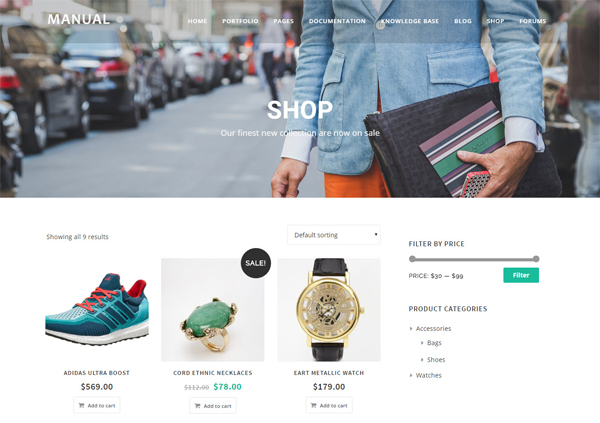 MANUAL
HOME PORTFOLIO PAGES DOCUMENTATION KNOWLEDGE BASE BLOG SHOP FORUMS
SHOP
Our finest new collection are now on sale
Showing all 9 results
Default sorting
SALE!
ADIDAS ULTRA BOOST
$569.00
Add to cart
CORD ETHNIC NECKLACES
$112.00 $78.00
Add to cart
EART METALLIC WATCH
$179.00
Add to cart
FILTER BY PRICE
PRICE: $30 — $99
Filter
PRODUCT CATEGORIES
Accessories
Bags
Shoes
Watches